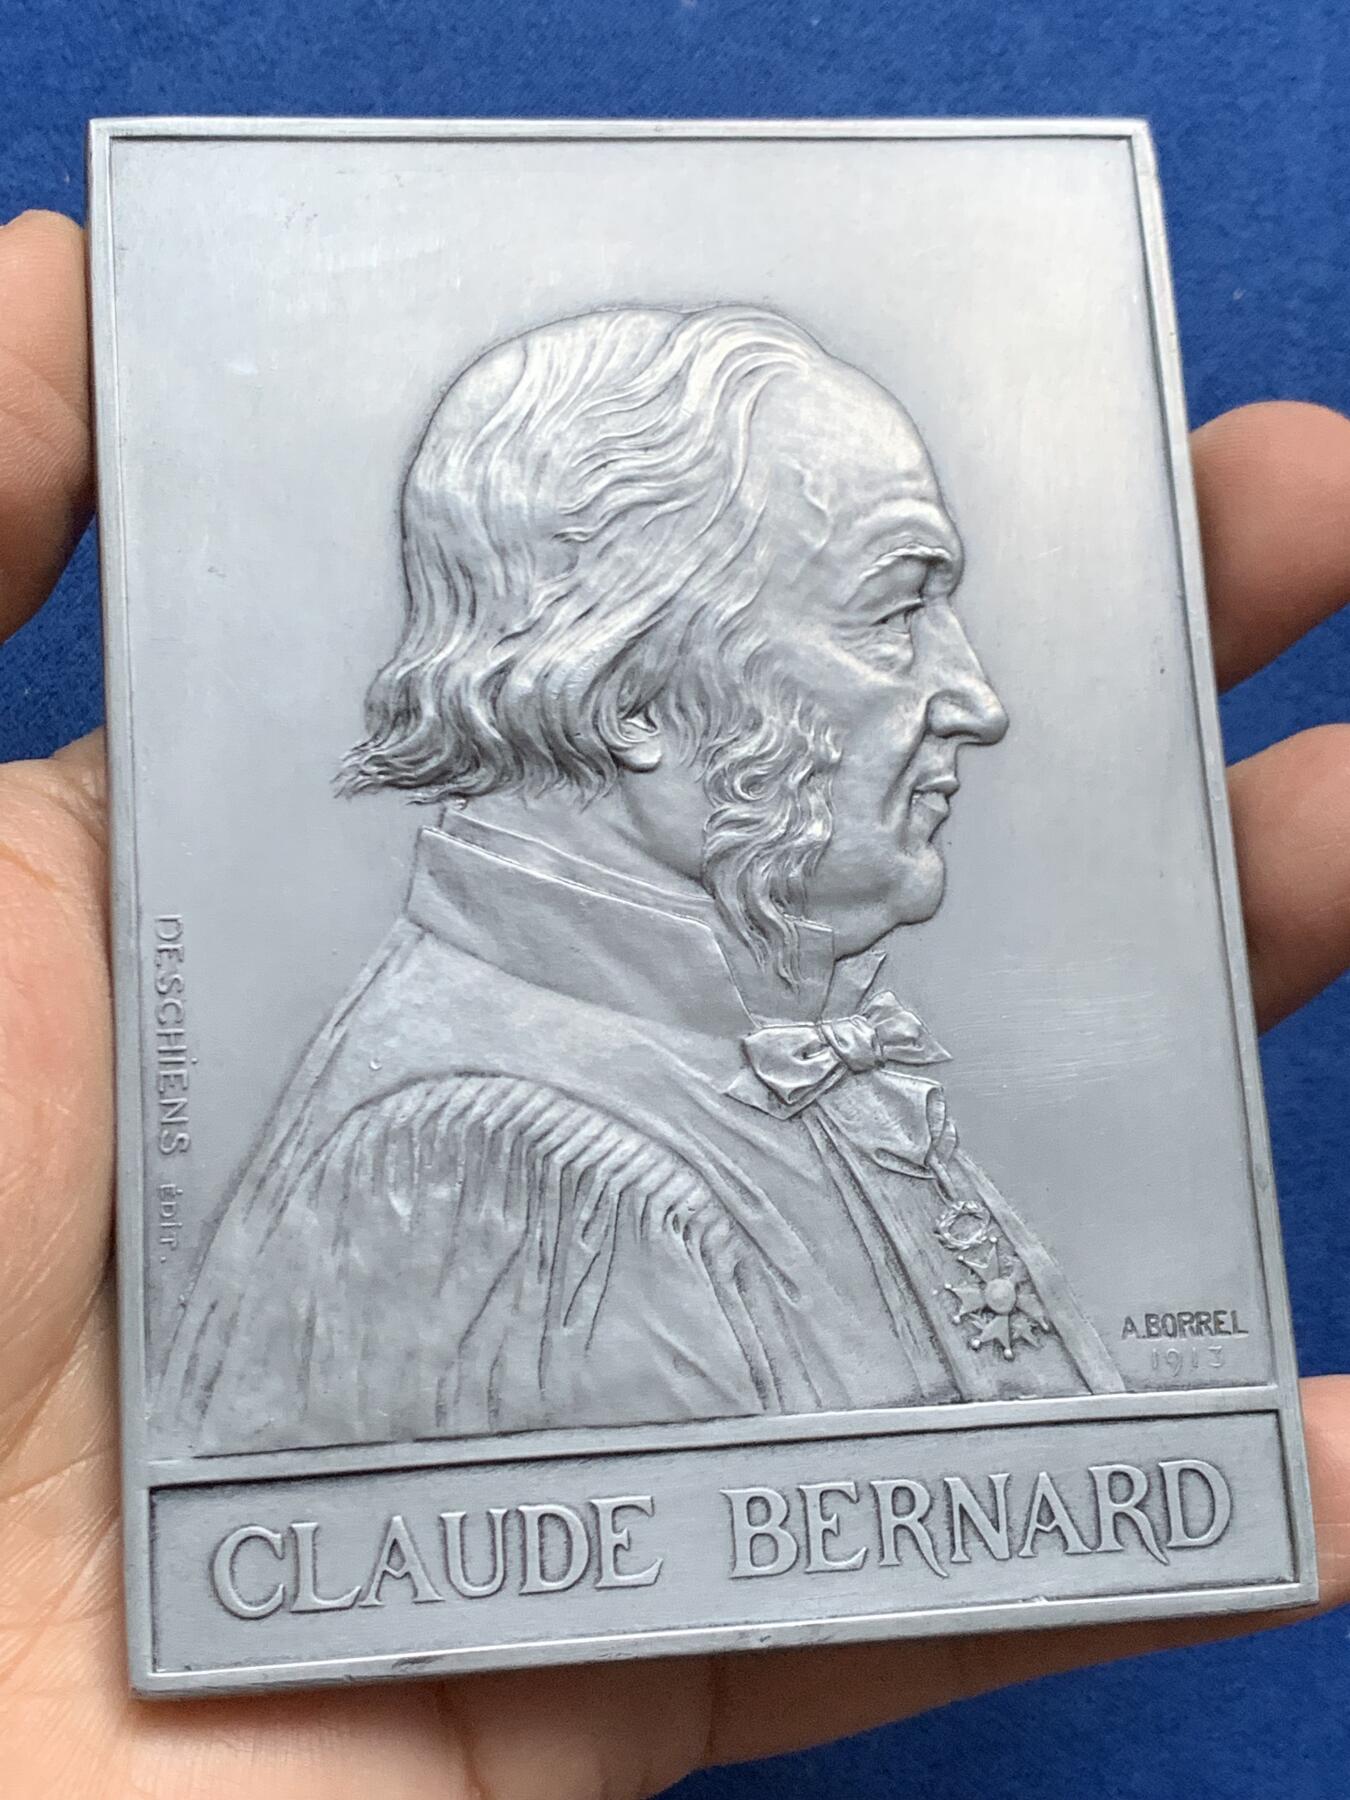 DESCHIENS ÉDIT.
A.BORREL
1913
CLAUDE BERNARD